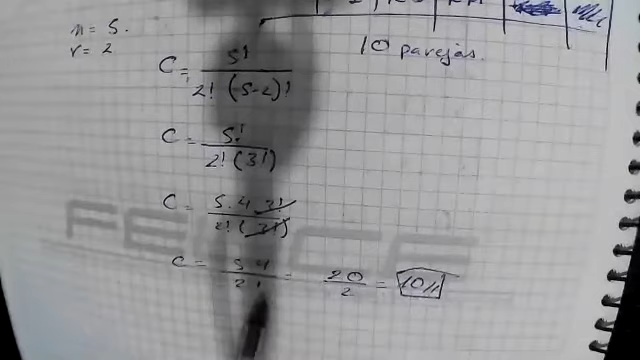 n = 5.
r = 2
10 parejas.
C = 5! / 2! (5-2)!
C = 5! / 2! (3!)
C = 5.4 3! / 2! (3!)
C = 5.4 / 2! = 20 / 2 = 10 //